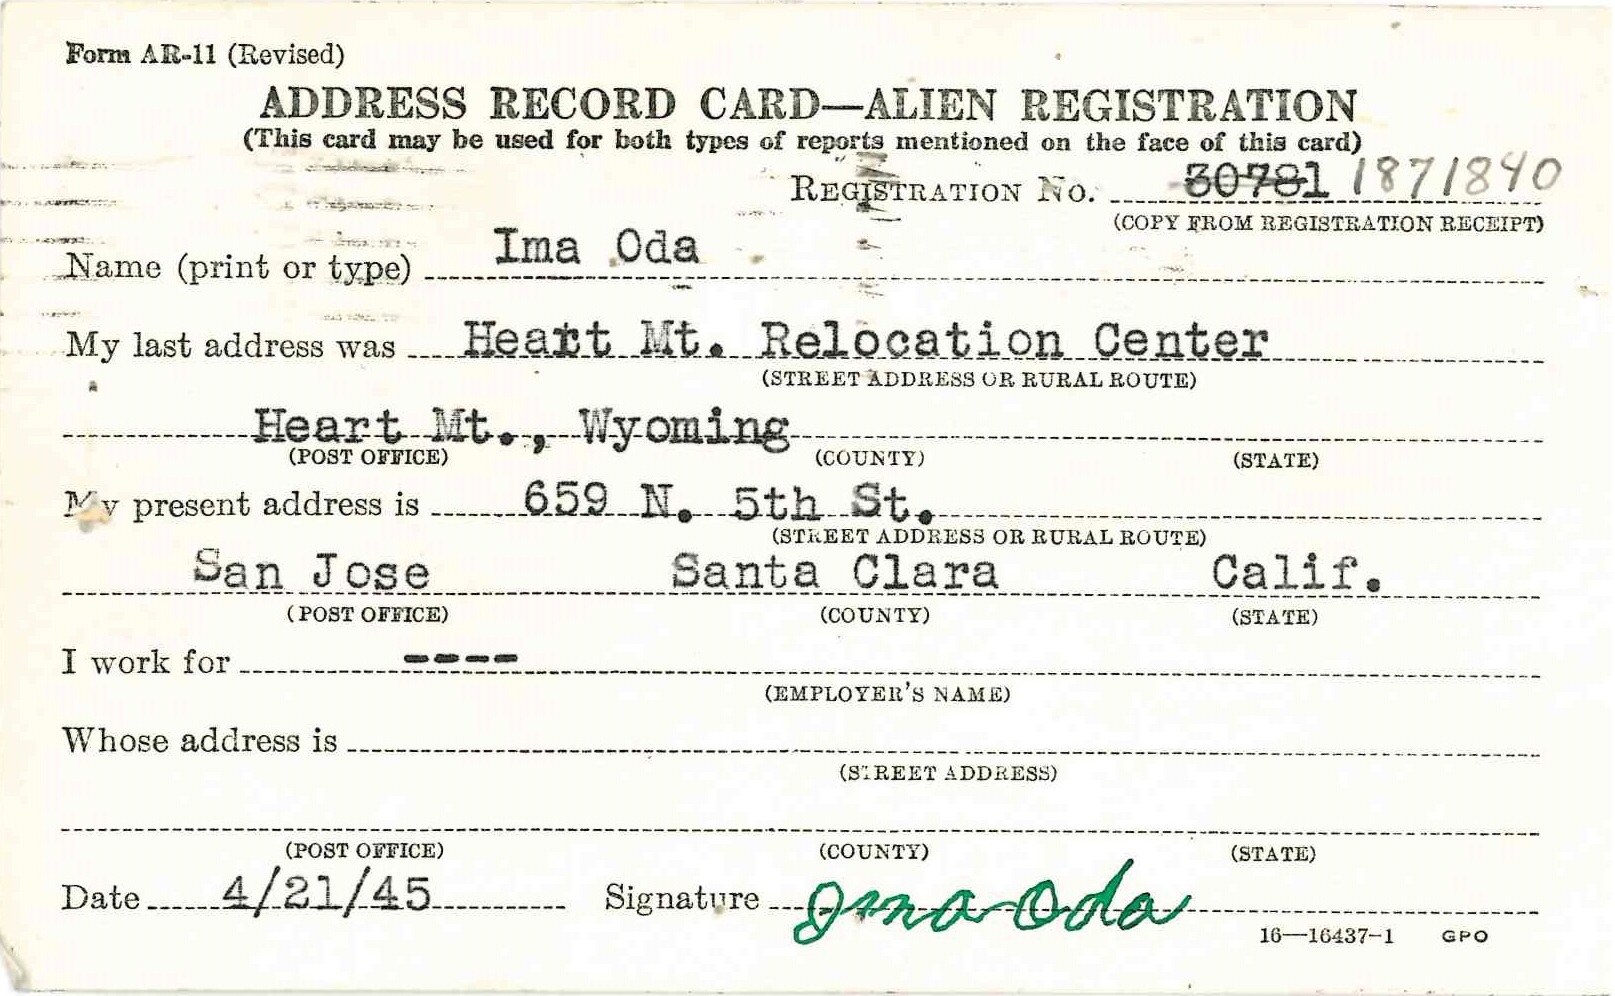 Form AR-11 (Revised)
ADDRESS RECORD CARD—ALIEN REGISTRATION
(This card may be used for both types of reports mentioned on the face of this card)
REGISTRATION No. 30781 1871840
(COPY FROM REGISTRATION RECEIPT)
Name (print or type) Ima Oda
My last address was Heart Mt. Relocation Center
(STREET ADDRESS OR RURAL ROUTE)
Heart Mt., Wyoming
(POST OFFICE) (COUNTY) (STATE)
My present address is 659 N. 5th St.
(STREET ADDRESS OR RURAL ROUTE)
San Jose Santa Clara Calif.
(POST OFFICE) (COUNTY) (STATE)
I work for ----
(EMPLOYER'S NAME)
Whose address is
(STREET ADDRESS)
(POST OFFICE) (COUNTY) (STATE)
Date 4/21/45 Signature Ima Oda
16—16437-1 GPO